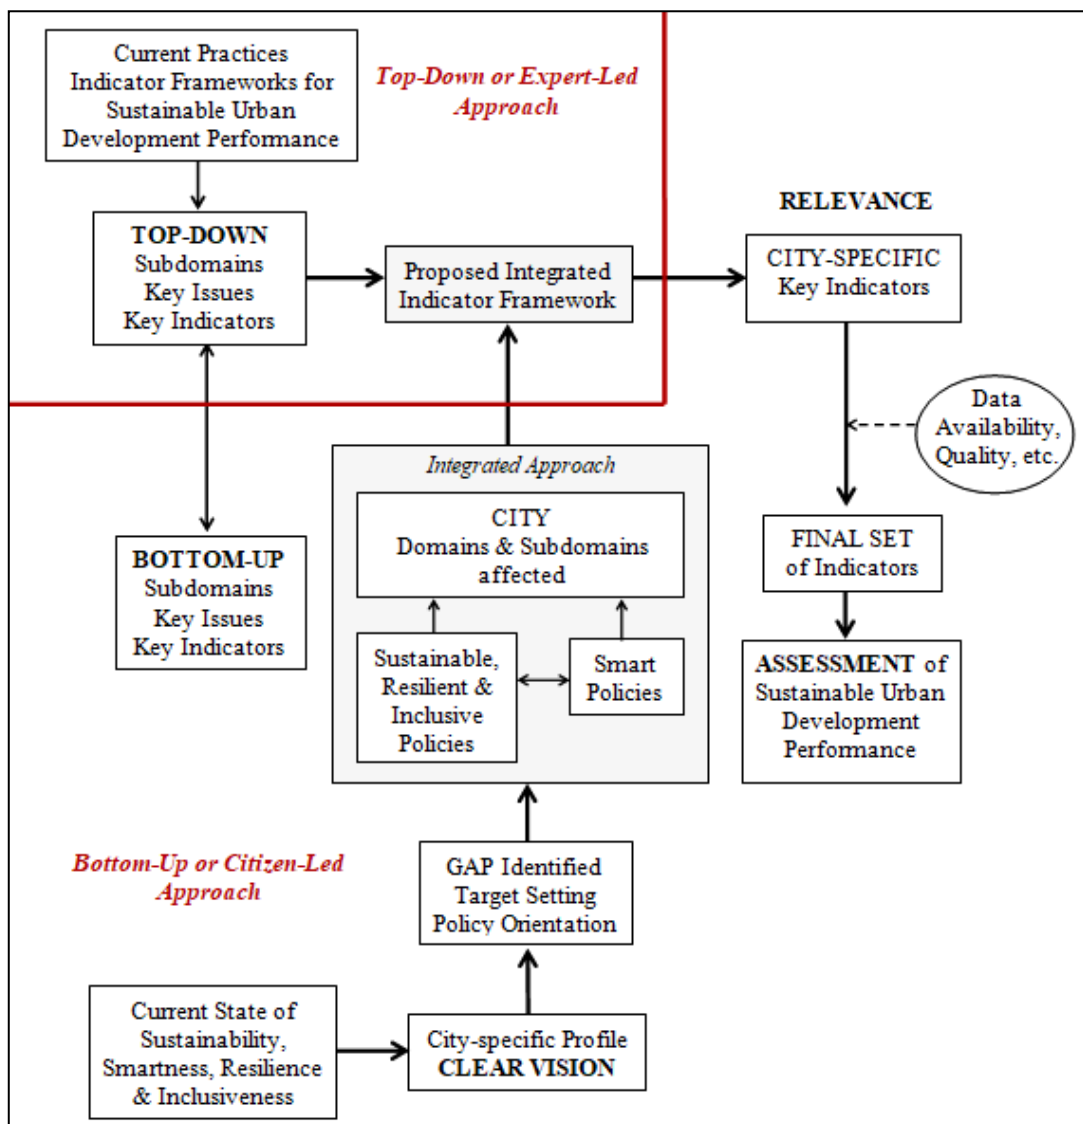 Current Practices
Indicator Frameworks for
Sustainable Urban
Development Performance
Top-Down or Expert-Led
Approach
TOP-DOWN
Subdomains
Key Issues
Key Indicators
Proposed Integrated
Indicator Framework
RELEVANCE
CITY-SPECIFIC
Key Indicators
Data
Availability,
Quality, etc.
Integrated Approach
CITY
Domains & Subdomains
affected
Sustainable,
Resilient &
Inclusive
Policies
Smart
Policies
BOTTOM-UP
Subdomains
Key Issues
Key Indicators
FINAL SET
of Indicators
ASSESSMENT of
Sustainable Urban
Development
Performance
Bottom-Up or Citizen-Led
Approach
GAP Identified
Target Setting
Policy Orientation
Current State of
Sustainability,
Smartness, Resilience
& Inclusiveness
City-specific Profile
CLEAR VISION